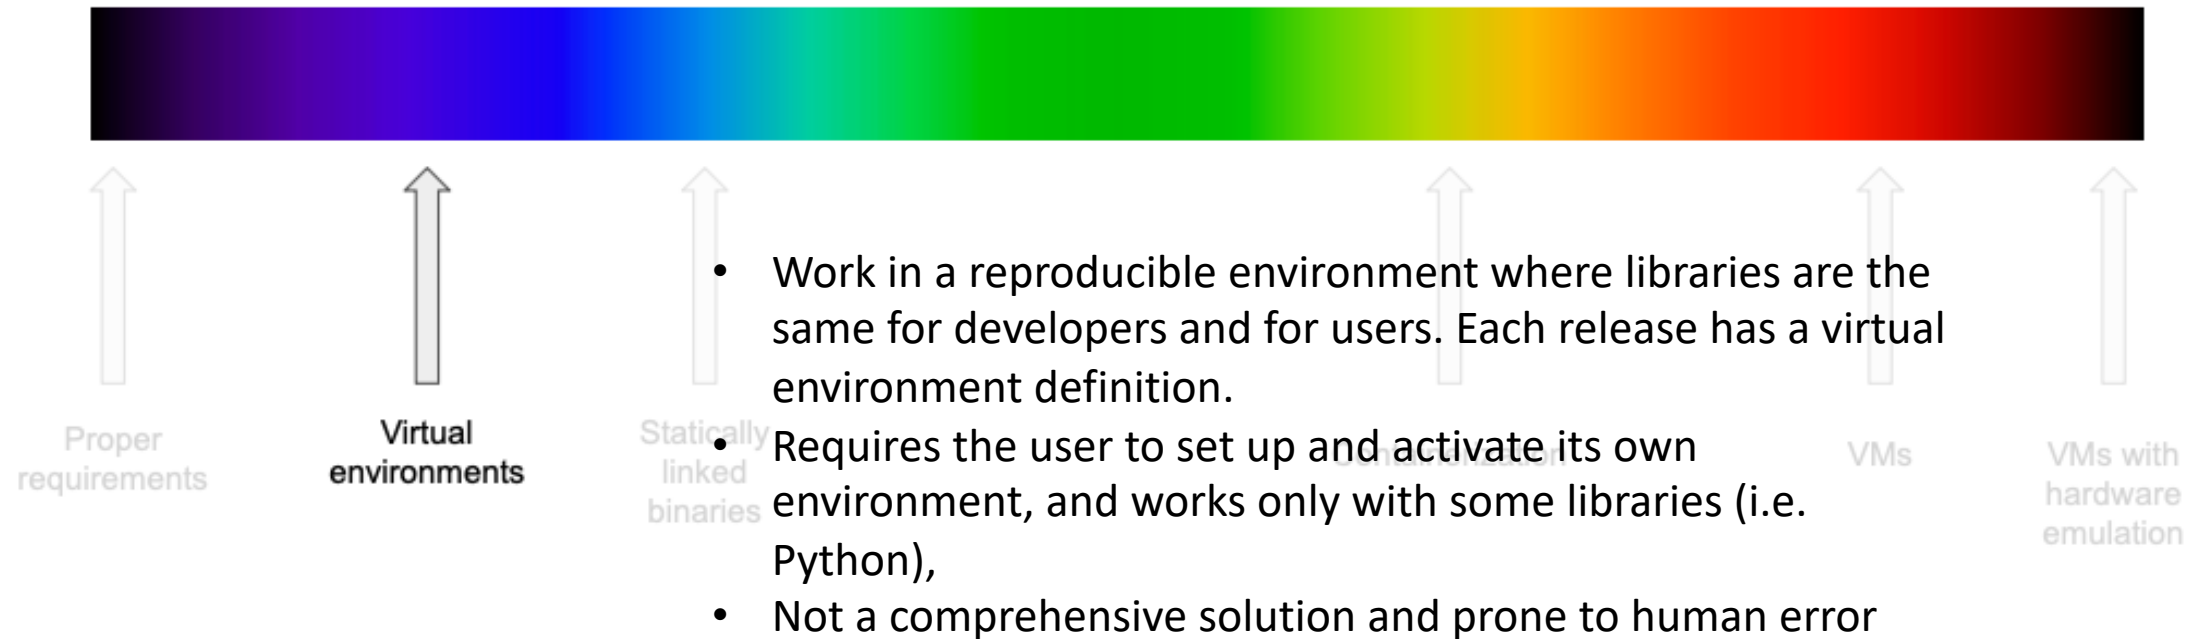 Work in a reproducible environment where libraries are the
same for developers and for users. Each release has a virtual
environment definition.
Requires the user to set up and activate its own
environment, and works only with some libraries (i.e.
Python),
Not a comprehensive solution and prone to human error
Proper
requirements
Virtual
environments
Statically
linked
binaries
Containerization
VMs
VMs with
hardware
emulation